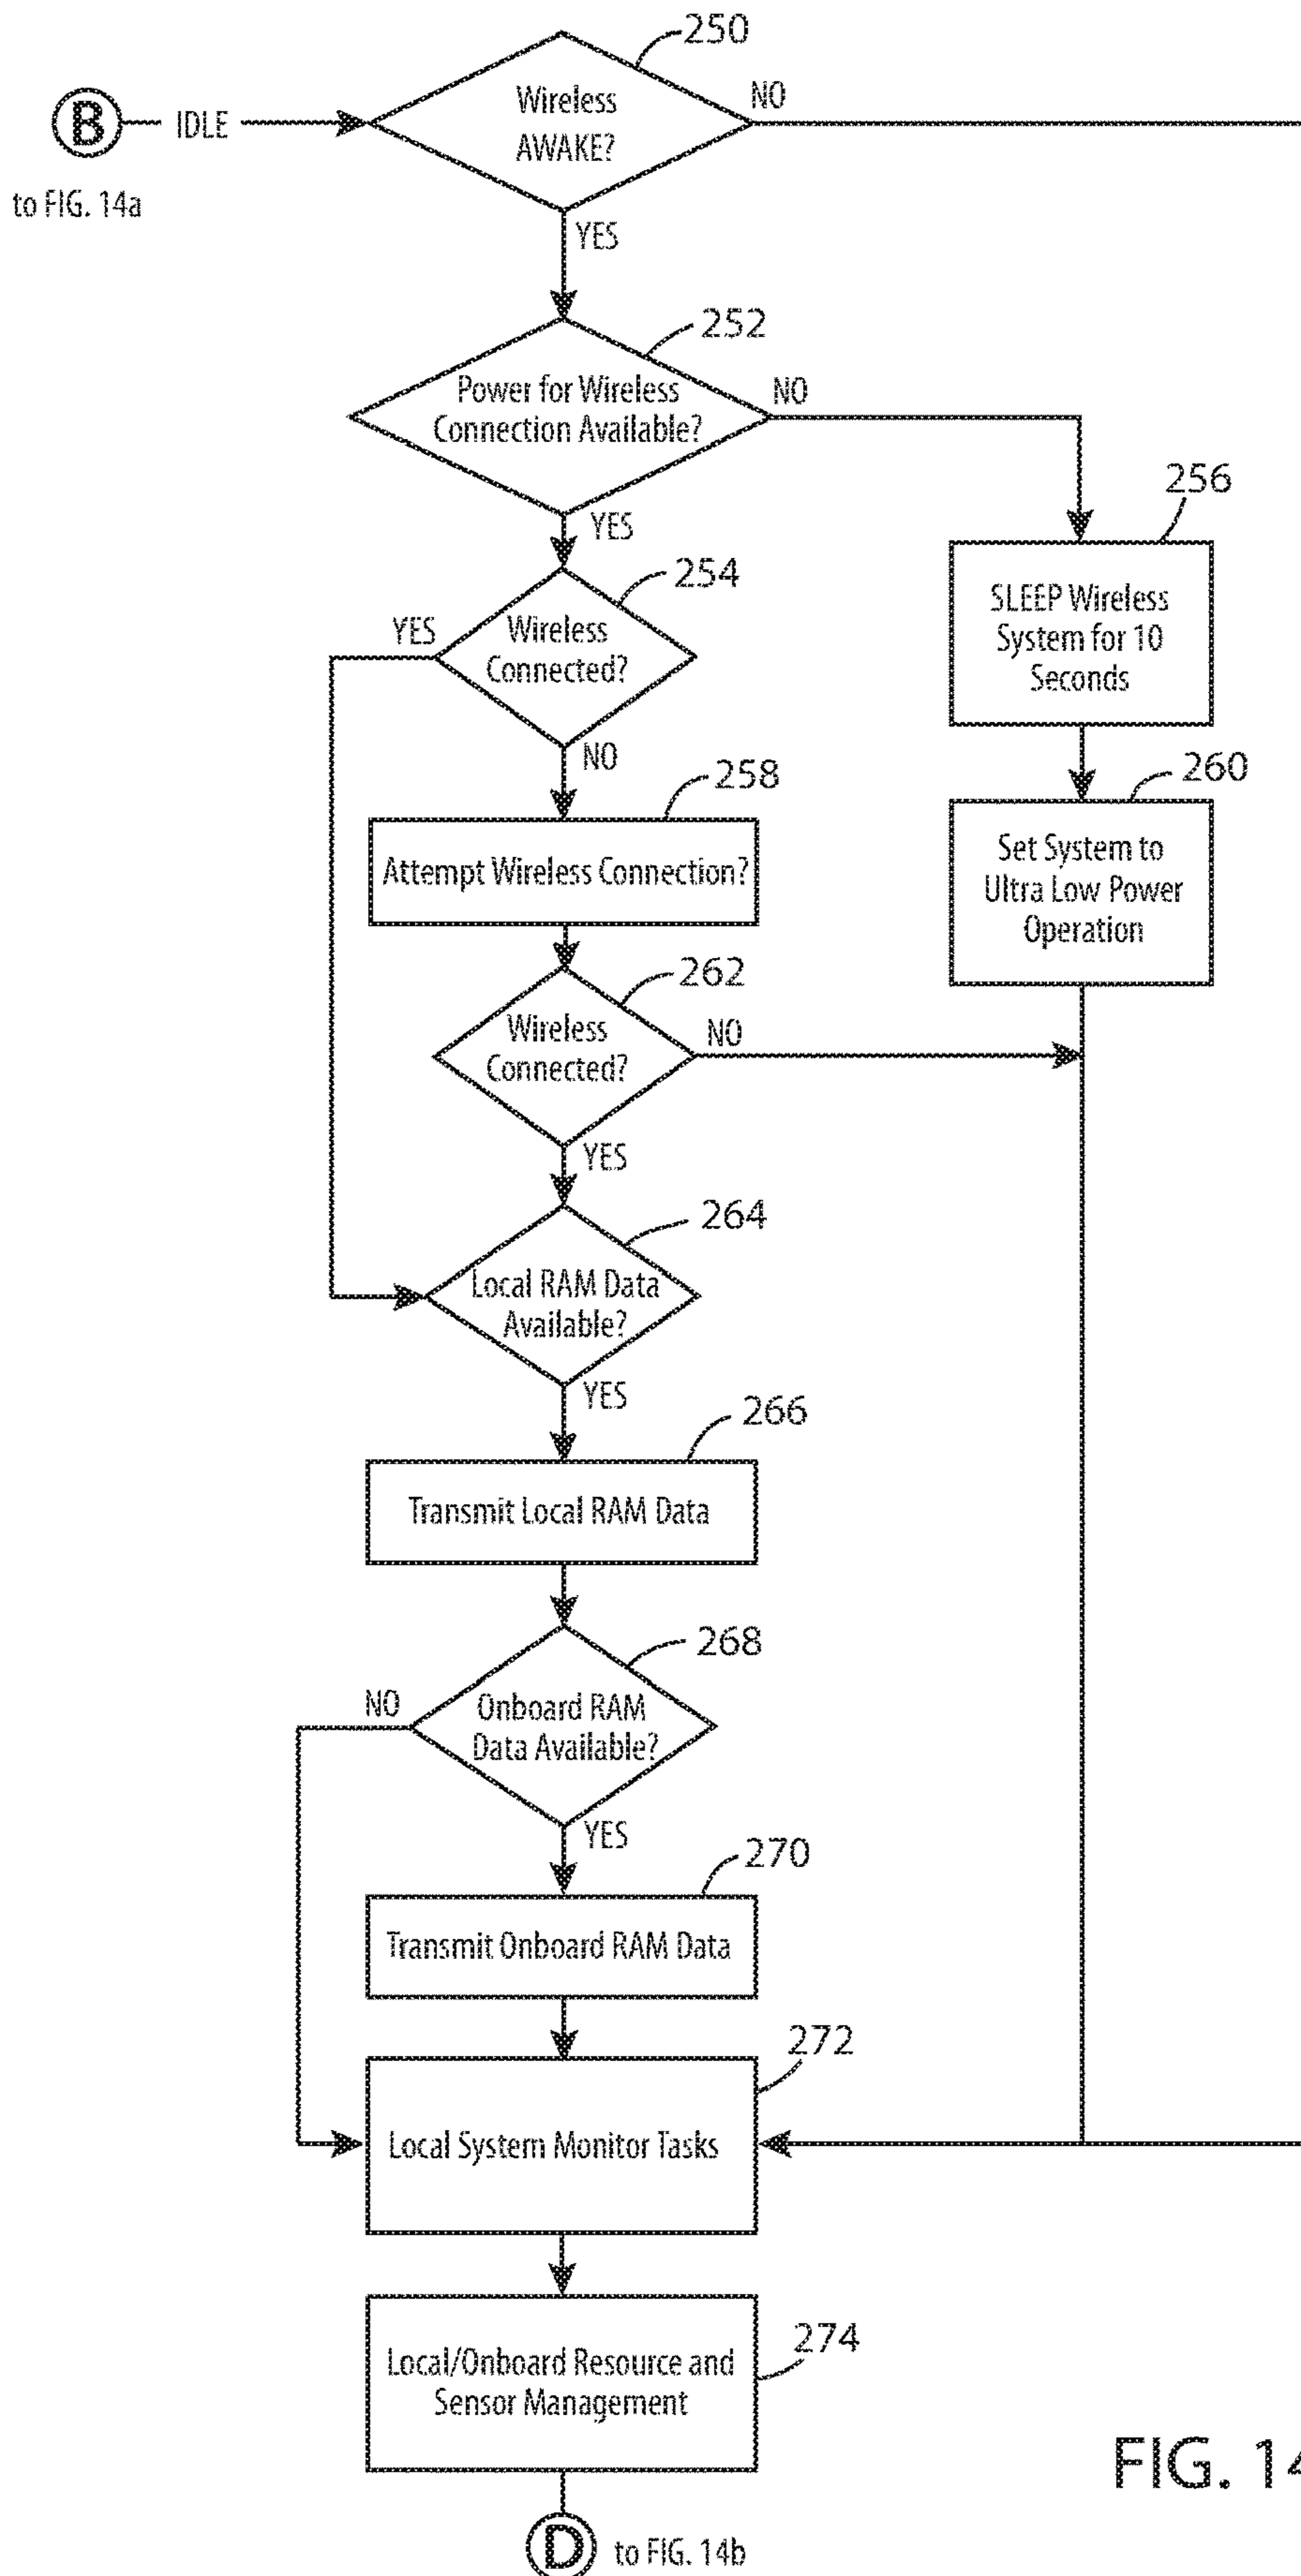 250
Wireless
AWAKE?
NO
B
IDLE
to FIG. 14a
YES
252
Power for Wireless
Connection Available?
NO
YES
256
SLEEP Wireless
System for 10
Seconds
254
YES
Wireless
Connected?
NO
258
Attempt Wireless Connection?
260
Set System to
Ultra Low Power
Operation
262
Wireless
Connected?
NO
YES
264
Local RAM Data
Available?
YES
266
Transmit Local RAM Data
268
NO
Onboard RAM
Data Available?
YES
270
Transmit Onboard RAM Data
272
Local System Monitor Tasks
274
Local/Onboard Resource and
Sensor Management
FIG. 14
D
to FIG. 14b